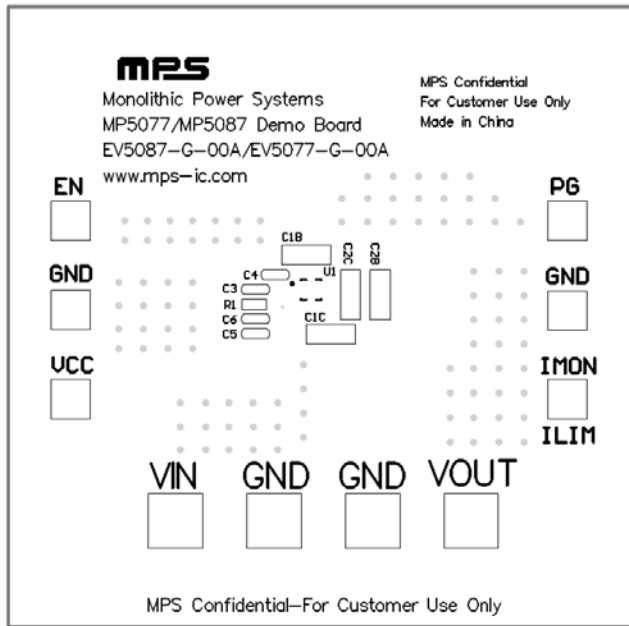 MPS
Monolithic Power Systems
MP5077/MP5087 Demo Board
EV5087-G-00A/EV5077-G-00A
www.mps-ic.com
MPS Confidential
For Customer Use Only
Made in China
EN
PG
C1B
C2C
C2B
C4
U1
GND
C3
R1
C6
C5
C1C
GND
VCC
IMON
ILIM
VIN
GND
GND
VOUT
MPS Confidential-For Customer Use Only